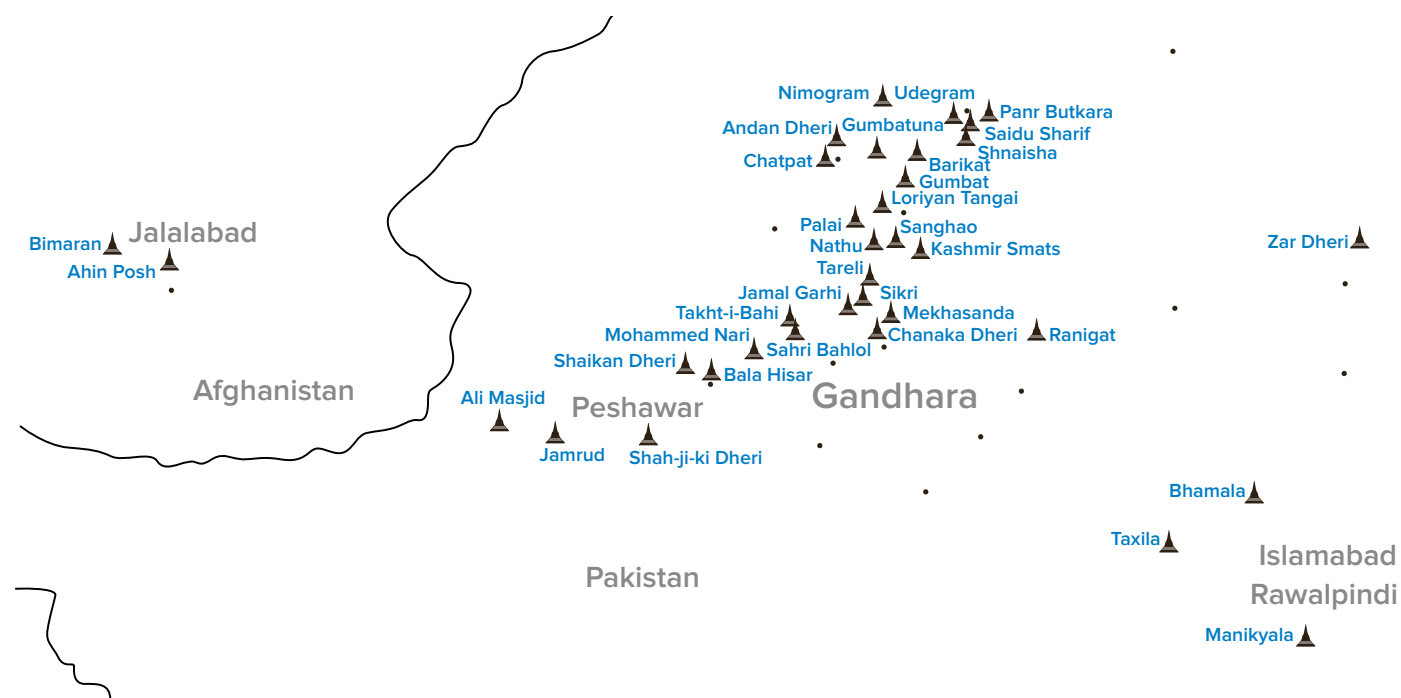 Nimogram
Udegram
Panr Butkara
Andan Dheri
Gumbatuna
Saidu Sharif
Shnaisha
Chatpat
Barikat
Gumbat
Loriyan Tangai
Palai
Sanghao
Jalalabad
Bimaran
Nathu
Kashmir Smats
Zar Dheri
Ahin Posh
Tareli
Jamal Garhi
Sikri
Takht-i-Bahi
Mekhasanda
Mohammed Nari
Chanaka Dheri
Ranigat
Sahri Bahlol
Shaikan Dheri
Bala Hisar
Afghanistan
Ali Masjid
Peshawar
Gandhara
Jamrud
Shah-ji-ki Dheri
Bhamala
Taxila
Islamabad
Pakistan
Rawalpindi
Manikyala